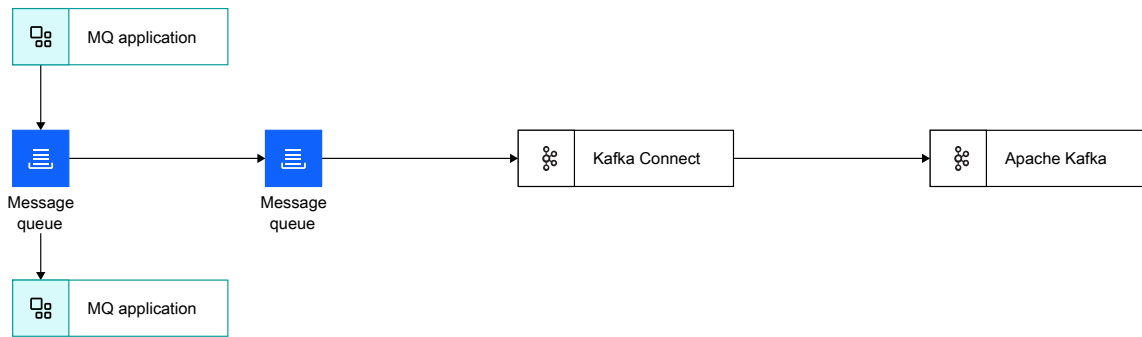 MQ application
Message
queue
Message
queue
Kafka Connect
Apache Kafka
MQ application